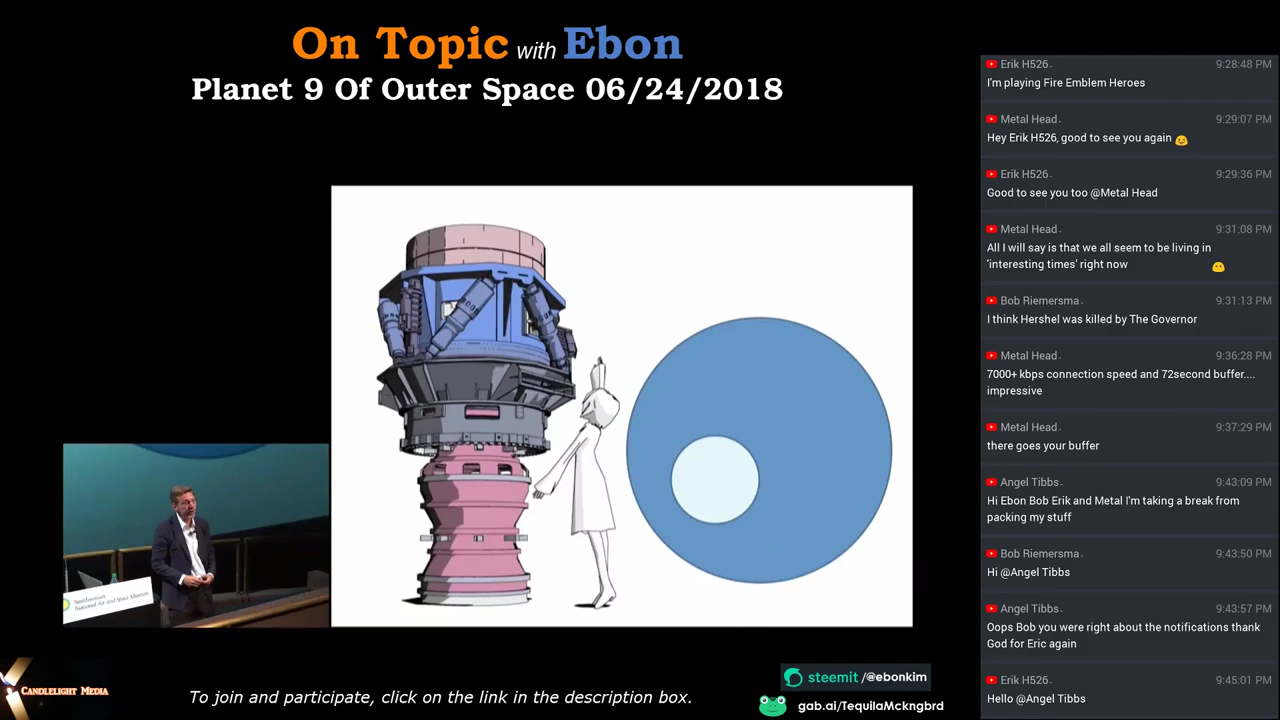 On Topic with Ebon
Planet 9 Of Outer Space 06/24/2018
Smithsonian
National Air and Space Museum
CANDLELIGHT MEDIA
To join and participate, click on the link in the description box.
steemit /@ebonkim
gab.ai/TequilaMckngbrd
Erik H526 9:28:48 PM
I'm playing Fire Emblem Heroes
Metal Head 9:29:07 PM
Hey Erik H526, good to see you again
Erik H526 9:29:36 PM
Good to see you too @Metal Head
Metal Head 9:31:08 PM
All I will say is that we all seem to be living in
'interesting times' right now
Bob Riemersma 9:31:13 PM
I think Hershel was killed by The Governor
Metal Head 9:36:28 PM
7000+ kbps connection speed and 72second buffer....
impressive
Metal Head 9:37:29 PM
there goes your buffer
Angel Tibbs 9:43:09 PM
Hi Ebon Bob Erik and Metal I'm taking a break from
packing my stuff
Bob Riemersma 9:43:50 PM
Hi @Angel Tibbs
Angel Tibbs 9:43:57 PM
Oops Bob you were right about the notifications thank
God for Eric again
Erik H526 9:45:01 PM
Hello @Angel Tibbs